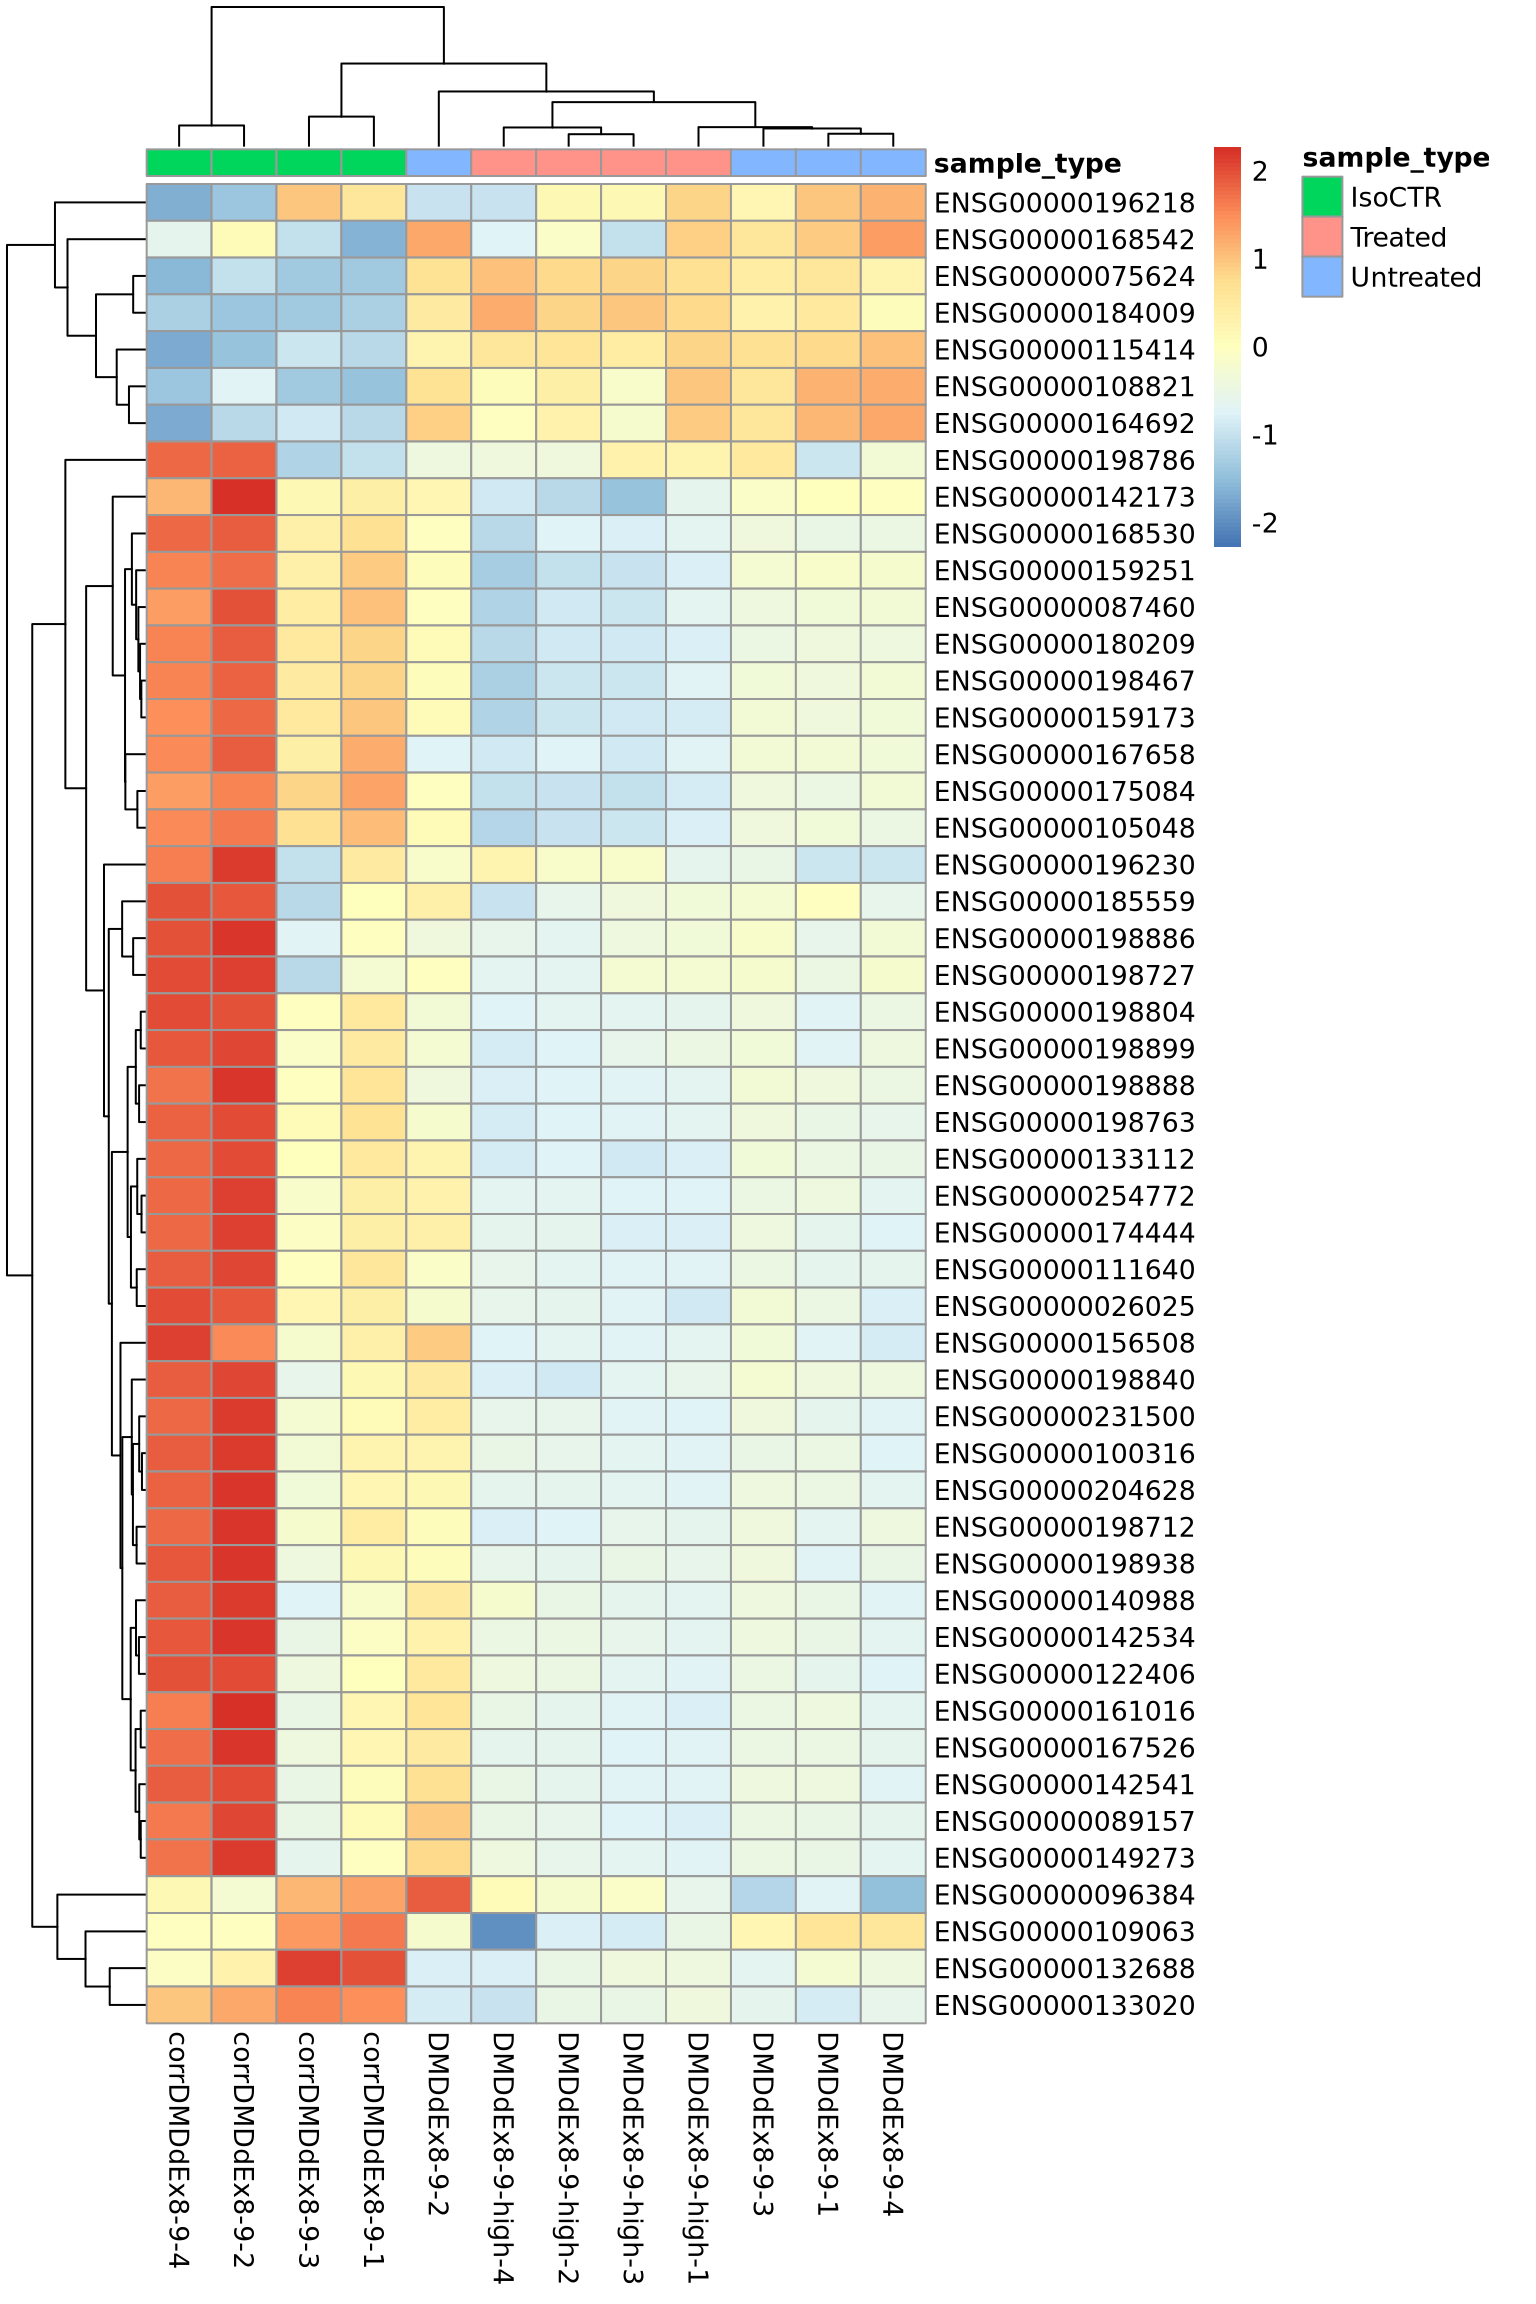 sample_type
ENSG00000196218
ENSG00000168542
ENSG00000075624
ENSG00000184009
ENSG00000115414
ENSG00000108821
ENSG00000164692
ENSG00000198786
ENSG00000142173
ENSG00000168530
ENSG00000159251
ENSG00000087460
ENSG00000180209
ENSG00000198467
ENSG00000159173
ENSG00000167658
ENSG00000175084
ENSG00000105048
ENSG00000196230
ENSG00000185559
ENSG00000198886
ENSG00000198727
ENSG00000198804
ENSG00000198899
ENSG00000198888
ENSG00000198763
ENSG00000133112
ENSG00000254772
ENSG00000174444
ENSG00000111640
ENSG00000026025
ENSG00000156508
ENSG00000198840
ENSG00000231500
ENSG00000100316
ENSG00000204628
ENSG00000198712
ENSG00000198938
ENSG00000140988
ENSG00000142534
ENSG00000122406
ENSG00000161016
ENSG00000167526
ENSG00000142541
ENSG00000089157
ENSG00000149273
ENSG00000096384
ENSG00000109063
ENSG00000132688
ENSG00000133020
corrDMDdEx8-9-4
corrDMDdEx8-9-2
corrDMDdEx8-9-3
corrDMDdEx8-9-1
DMDdEx8-9-2
DMDdEx8-9-high-4
DMDdEx8-9-high-2
DMDdEx8-9-high-3
DMDdEx8-9-high-1
DMDdEx8-9-3
DMDdEx8-9-1
DMDdEx8-9-4
2
1
0
-1
-2
sample_type
IsoCTR
Treated
Untreated